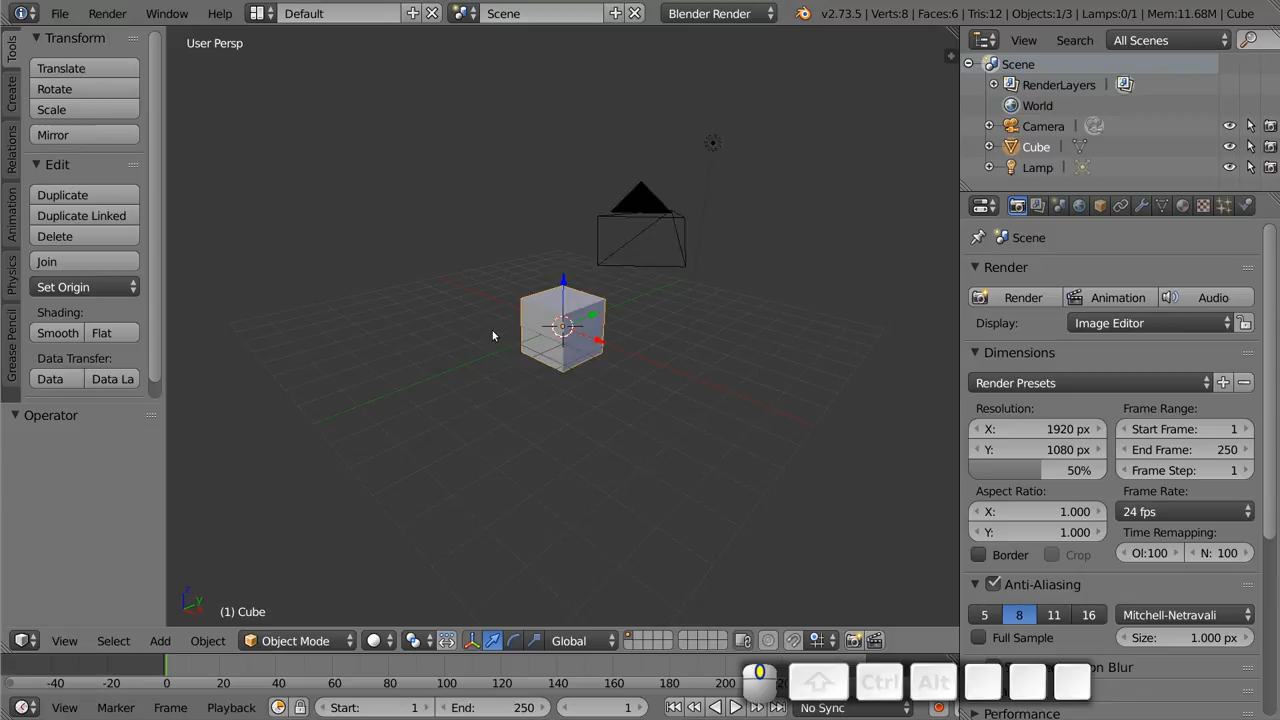 File Render Window Help Default Scene Blender Render v2.73.5 | Verts:8 | Faces:6 | Tris:12 | Objects:1/3 | Lamps:0/1 | Mem:11.68M | Cube
Tools
Create
Relations
Animation
Physics
Grease Pencil
Transform
Translate
Rotate
Scale
Mirror
Edit
Duplicate
Duplicate Linked
Delete
Join
Set Origin
Shading:
Smooth Flat
Data Transfer:
Data Data La
Operator
User Persp
(1) Cube
View Select Add Object Object Mode Global
-40 -20 0 20 40 60 80 100 120 140 160 180 200
View Marker Frame Playback Start: 1 End: 250 1 No Sync
Ctrl Alt
View Search All Scenes
Scene
RenderLayers |
World
Camera |
Cube |
Lamp |
Scene
Render
Render Animation Audio
Display: Image Editor
Dimensions
Render Presets
Resolution: Frame Range:
X: 1920 px Start Frame: 1
Y: 1080 px End Frame: 250
50% Frame Step: 1
Aspect Ratio: Frame Rate:
X: 1.000 24 fps
Y: 1.000 Time Remapping:
Border Crop Ol:100 N: 100
Anti-Aliasing
5 8 11 16 Mitchell-Netravali
Full Sample Size: 1.000 px
Blur
Performance